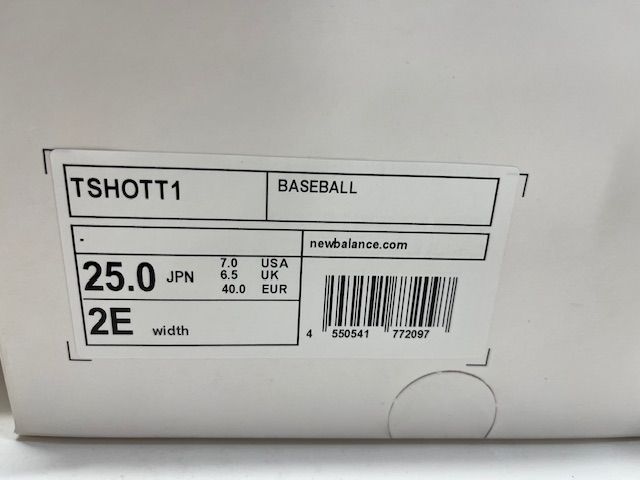 TSHOTT1
BASEBALL
-
newbalance.com
25.0 JPN
7.0 USA
6.5 UK
40.0 EUR
2E width
4 550541 772097